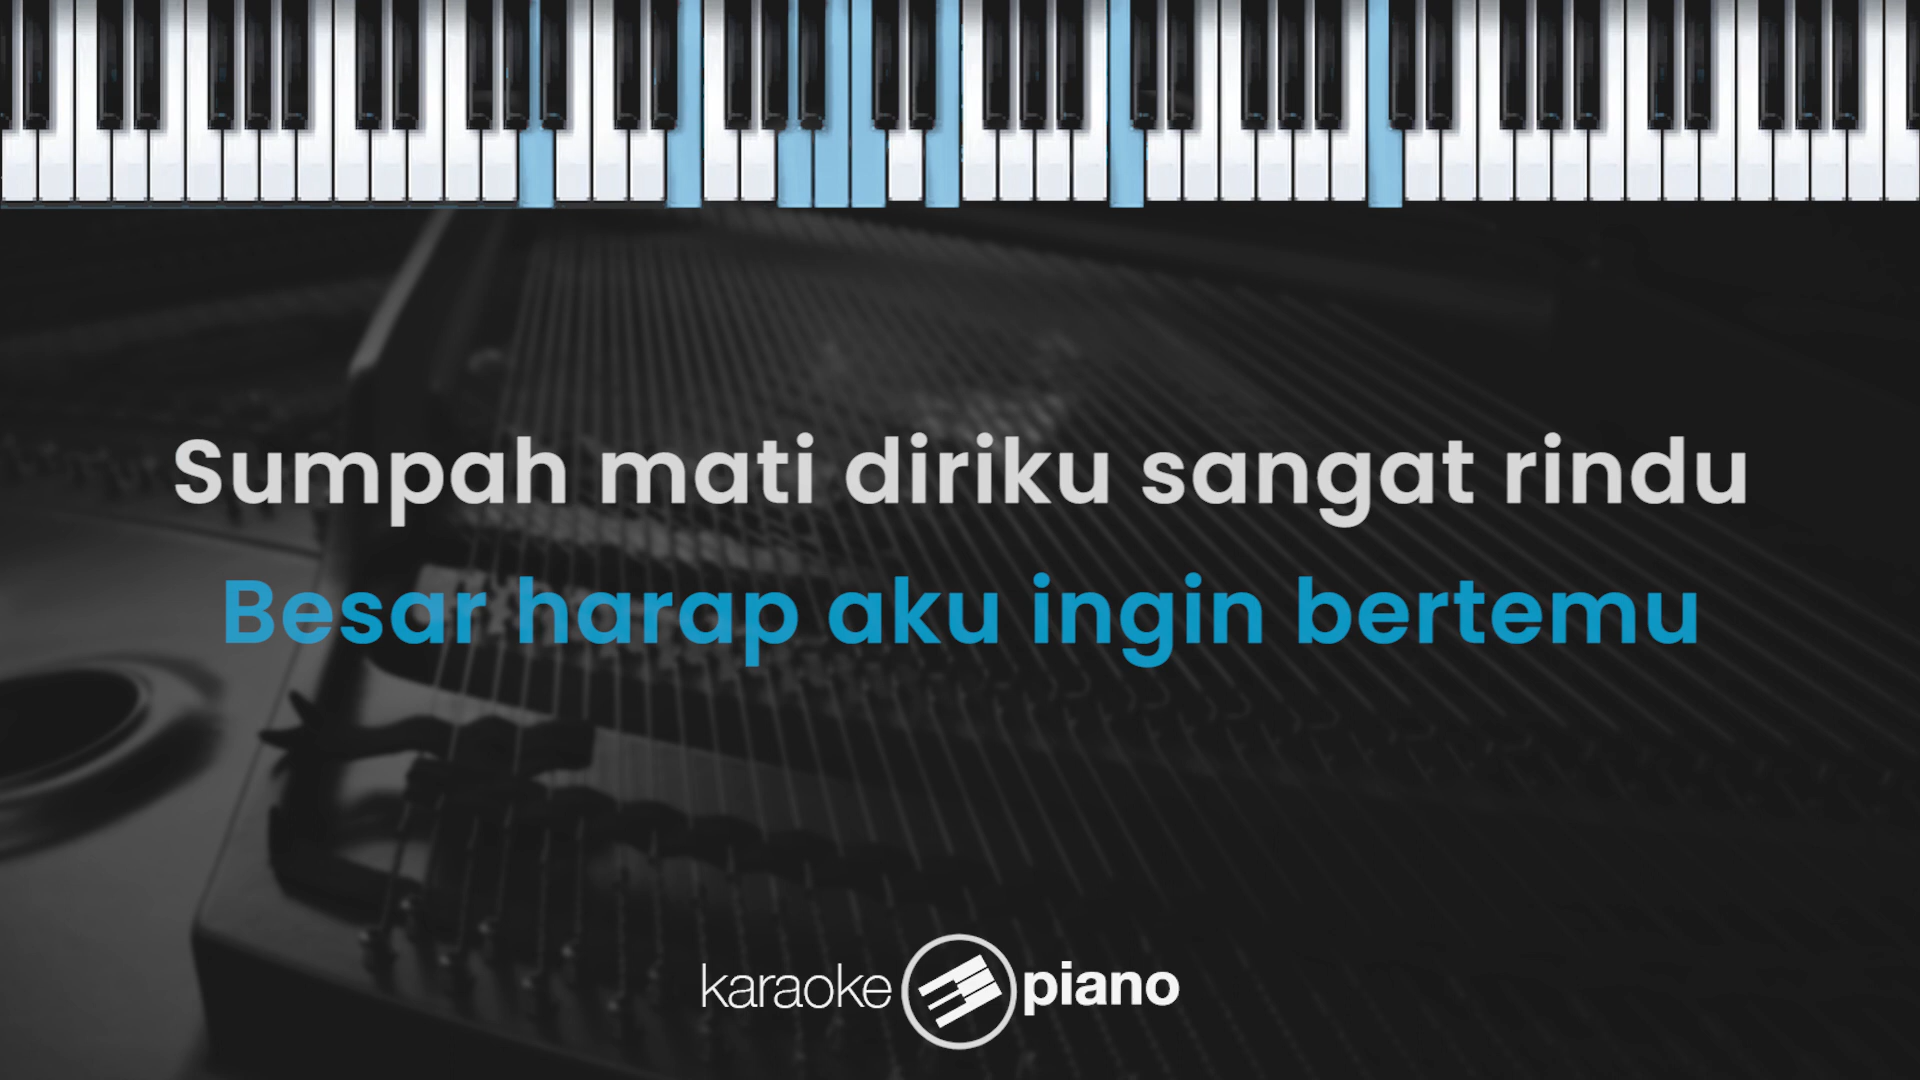 Sumpah mati diriku sangat rindu
Besar harap aku ingin bertemu
karaoke piano